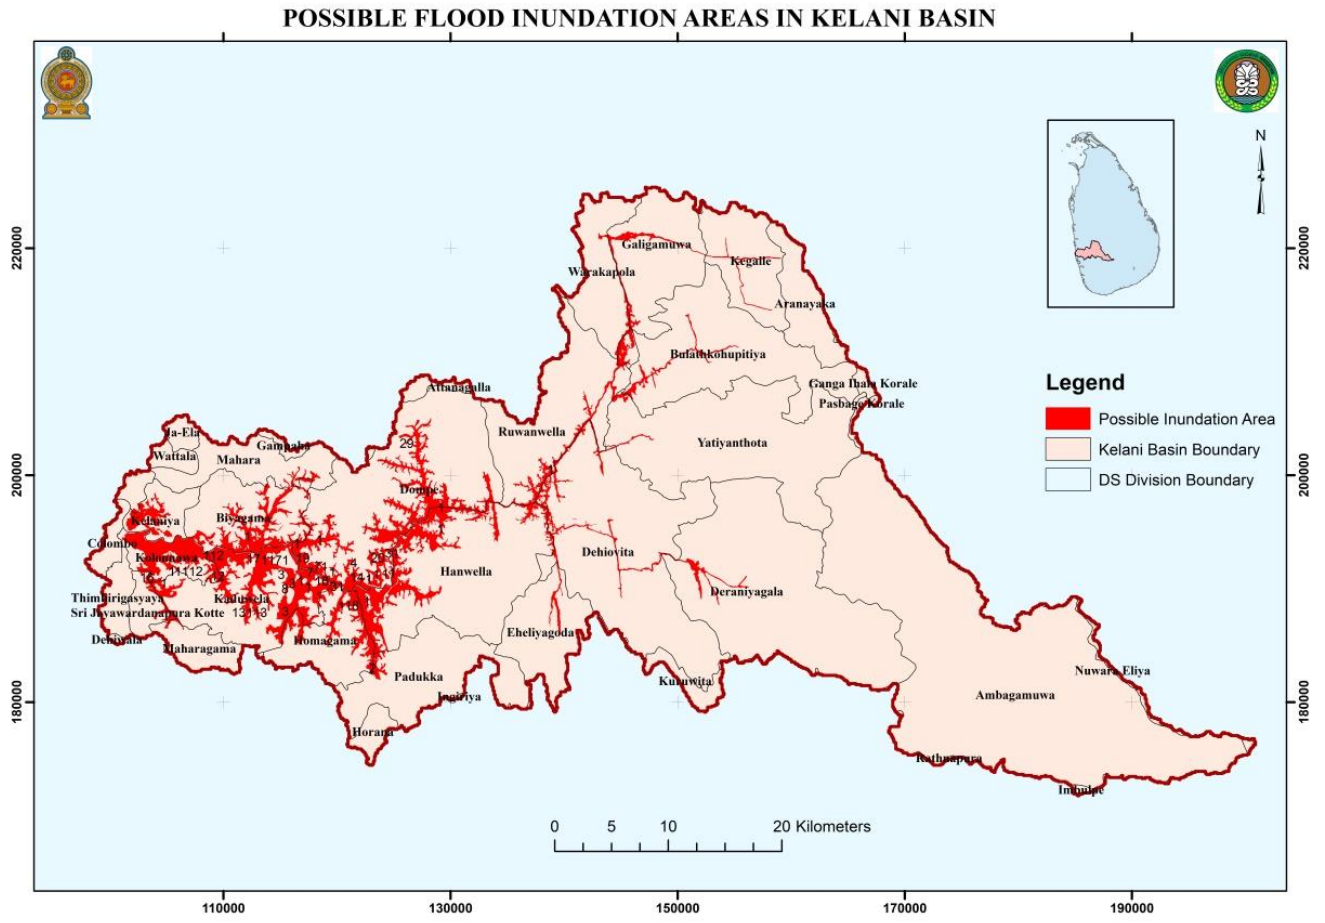 POSSIBLE FLOOD INUNDATION AREAS IN KELANI BASIN
N
220000
220000
Galigamuwa
Kegalle
Warakapola
Aranayaka
Bulathkohupitiya
Ganga Ihala Korale
Pasbage Korale
Attanagalla
Ruwanwella
Yatiyanthota
Ja-Ela
Gampaha
Wattala
Mahara
29
200000
200000
Dompe
Kelaniya
Biyagama
Colombo
Kolonnawa
Dehiovita
Hanwella
Deraniyagala
Thimbirigasyaya
Kaduwela
Sri Jayawardanapura Kotte
Dehiwala
Maharagama
Homagama
Eheliyagoda
Padukka
Kuruwita
Nuwara Eliya
Ingiriya
Ambagamuwa
180000
180000
Horana
Rathnapura
Imbulpe
Legend
Possible Inundation Area
Kelani Basin Boundary
DS Division Boundary
0 5 10 20 Kilometers
110000 130000 150000 170000 190000